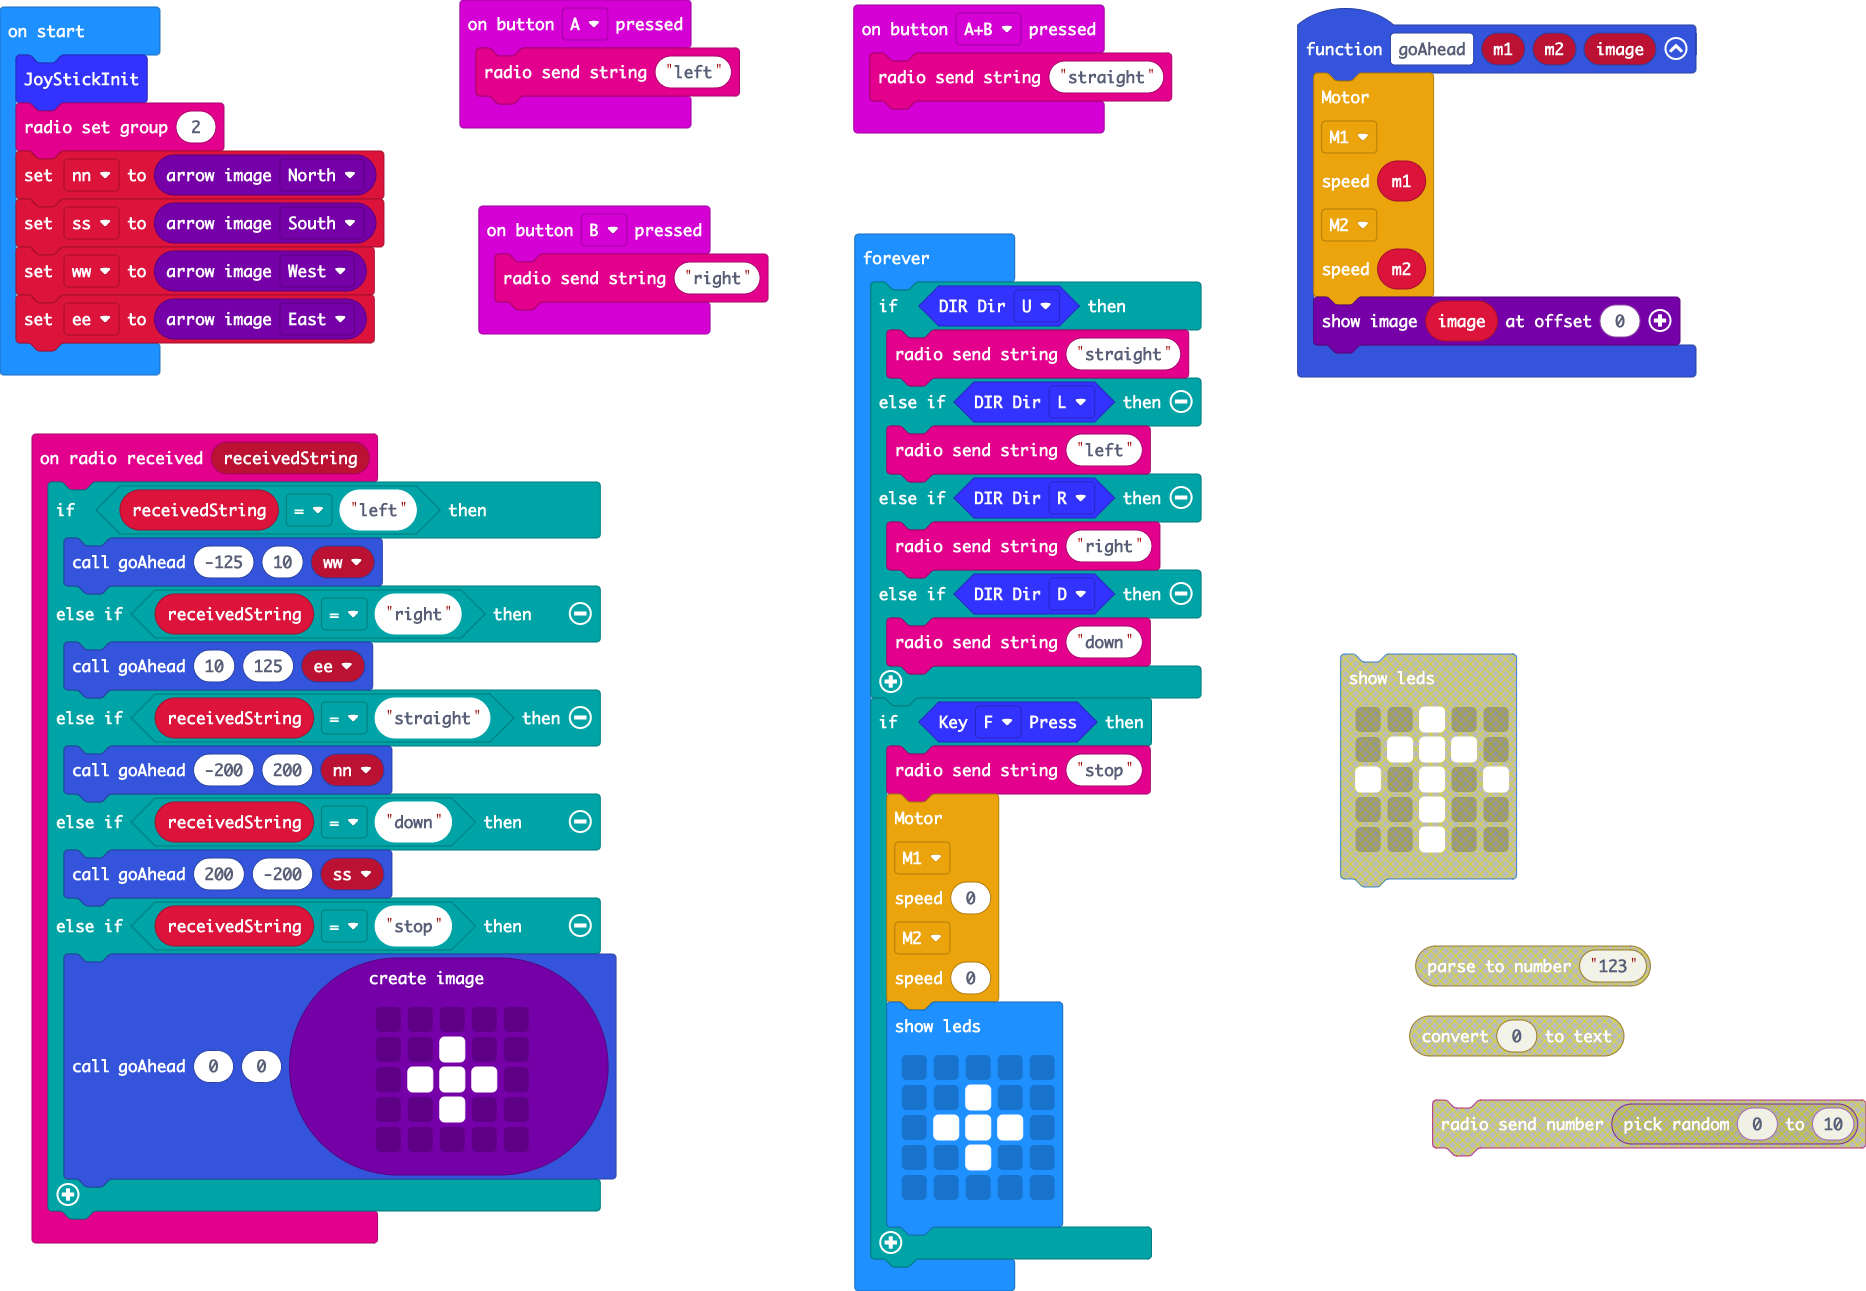 on start
JoyStickInit
radio set group 2
set nn to arrow image North
set ss to arrow image South
set ww to arrow image West
set ee to arrow image East
on button A pressed
radio send string "left"
on button B pressed
radio send string "right"
on button A+B pressed
radio send string "straight"
function goAhead m1 m2 image
Motor
M1
speed m1
M2
speed m2
show image image at offset 0
on radio received receivedString
if receivedString = "left" then
call goAhead -125 10 ww
else if receivedString = "right" then
call goAhead 10 125 ee
else if receivedString = "straight" then
call goAhead -200 200 nn
else if receivedString = "down" then
call goAhead 200 -200 ss
else if receivedString = "stop" then
create image
call goAhead 0 0
forever
if DIR Dir U then
radio send string "straight"
else if DIR Dir L then
radio send string "left"
else if DIR Dir R then
radio send string "right"
else if DIR Dir D then
radio send string "down"
if Key F Press then
radio send string "stop"
Motor
M1
speed 0
M2
speed 0
show leds
show leds
parse to number "123"
convert 0 to text
radio send number pick random 0 to 10